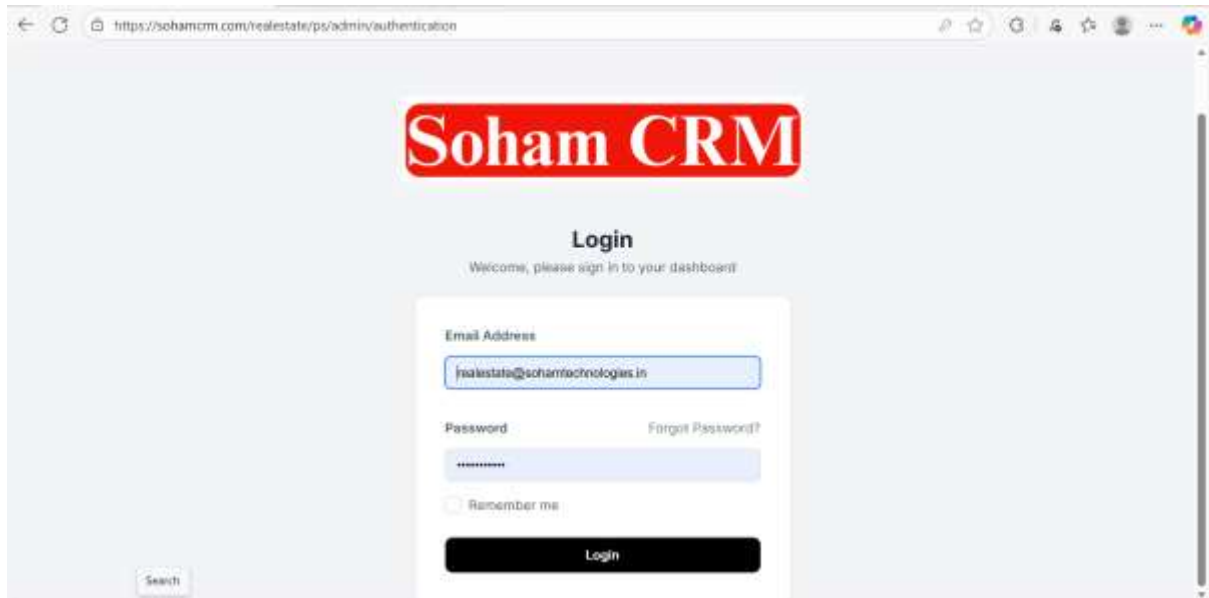 https://sohamcrm.com/realestate/ps/admin/authentication
Soham CRM
Login
Welcome, please sign in to your dashboard
Email Address
realestate@sohamtechnologies.in
Password Forgot Password?
••••••••••••
Remember me
Login
Search